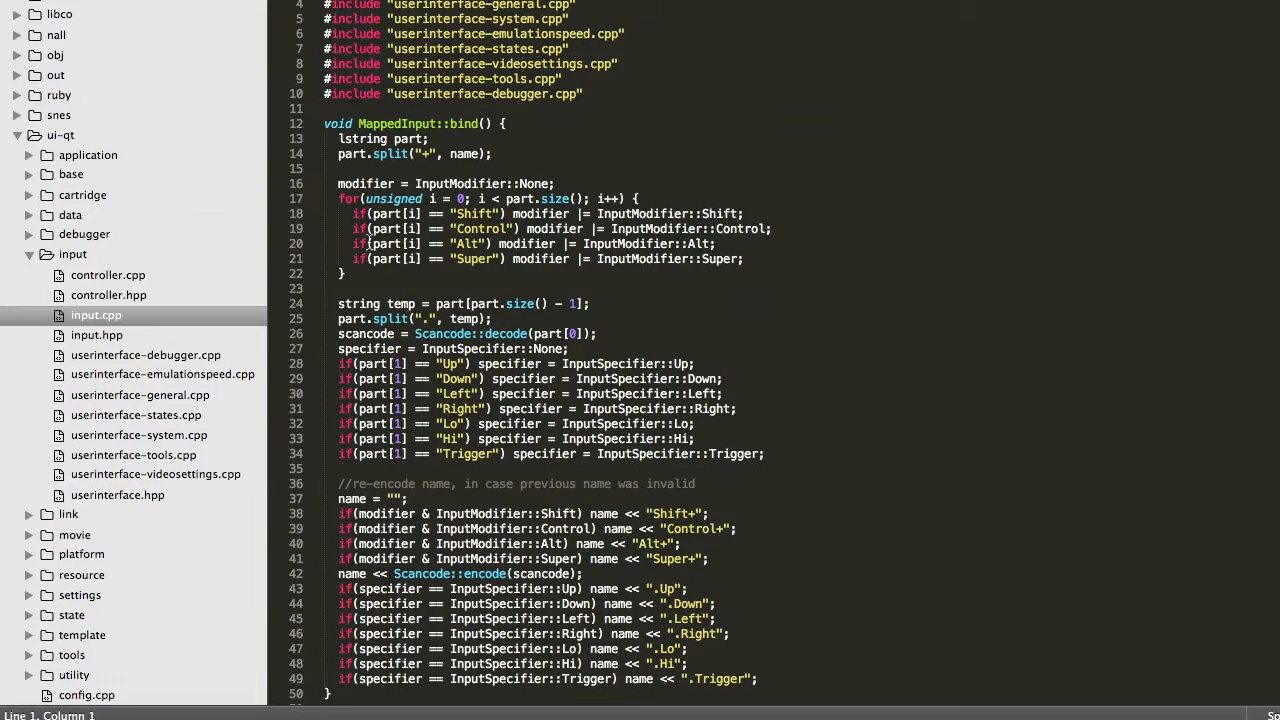 libco
nall
obj
out
ruby
snes
ui-qt
application
base
cartridge
data
debugger
input
controller.cpp
controller.hpp
input.cpp
input.hpp
userinterface-debugger.cpp
userinterface-emulationspeed.cpp
userinterface-general.cpp
userinterface-states.cpp
userinterface-system.cpp
userinterface-tools.cpp
userinterface-videosettings.cpp
userinterface.hpp
link
movie
platform
resource
settings
state
template
tools
utility
config.cpp
4 #include "userinterface-general.cpp"
5 #include "userinterface-system.cpp"
6 #include "userinterface-emulationspeed.cpp"
7 #include "userinterface-states.cpp"
8 #include "userinterface-videosettings.cpp"
9 #include "userinterface-tools.cpp"
10 #include "userinterface-debugger.cpp"
11
12 void MappedInput::bind() {
13 lstring part;
14 part.split("+", name);
15
16 modifier = InputModifier::None;
17 for(unsigned i = 0; i < part.size(); i++) {
18 if(part[i] == "Shift") modifier |= InputModifier::Shift;
19 if(part[i] == "Control") modifier |= InputModifier::Control;
20 if(part[i] == "Alt") modifier |= InputModifier::Alt;
21 if(part[i] == "Super") modifier |= InputModifier::Super;
22 }
23
24 string temp = part[part.size() - 1];
25 part.split(".", temp);
26 scancode = Scancode::decode(part[0]);
27 specifier = InputSpecifier::None;
28 if(part[1] == "Up") specifier = InputSpecifier::Up;
29 if(part[1] == "Down") specifier = InputSpecifier::Down;
30 if(part[1] == "Left") specifier = InputSpecifier::Left;
31 if(part[1] == "Right") specifier = InputSpecifier::Right;
32 if(part[1] == "Lo") specifier = InputSpecifier::Lo;
33 if(part[1] == "Hi") specifier = InputSpecifier::Hi;
34 if(part[1] == "Trigger") specifier = InputSpecifier::Trigger;
35
36 //re-encode name, in case previous name was invalid
37 name = "";
38 if(modifier & InputModifier::Shift) name << "Shift+";
39 if(modifier & InputModifier::Control) name << "Control+";
40 if(modifier & InputModifier::Alt) name << "Alt+";
41 if(modifier & InputModifier::Super) name << "Super+";
42 name << Scancode::encode(scancode);
43 if(specifier == InputSpecifier::Up) name << ".Up";
44 if(specifier == InputSpecifier::Down) name << ".Down";
45 if(specifier == InputSpecifier::Left) name << ".Left";
46 if(specifier == InputSpecifier::Right) name << ".Right";
47 if(specifier == InputSpecifier::Lo) name << ".Lo";
48 if(specifier == InputSpecifier::Hi) name << ".Hi";
49 if(specifier == InputSpecifier::Trigger) name << ".Trigger";
50 }
Line 1, Column 1